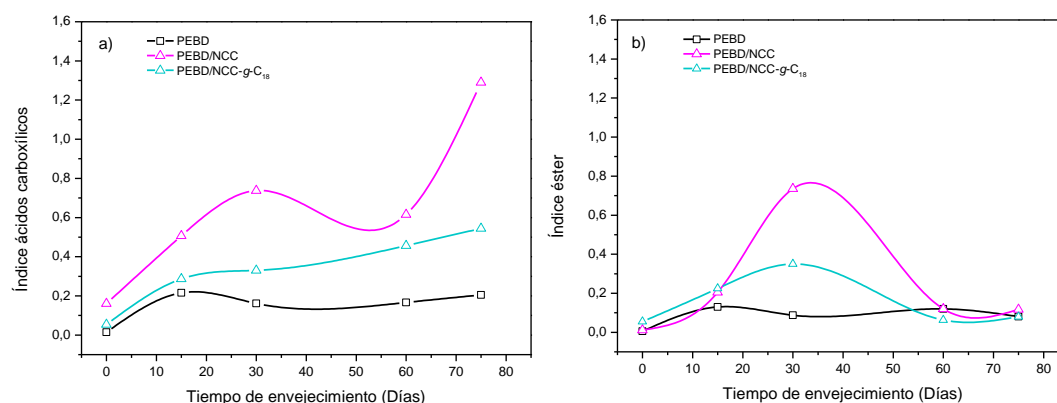 a)
PEBD
PEBD/NCC
PEBD/NCC-g-C18
1,6
1,4
1,2
1,0
0,8
0,6
0,4
0,2
0,0
Índice ácidos carboxílicos
0 10 20 30 40 50 60 70 80
Tiempo de envejecimiento (Días)
b)
PEBD
PEBD/NCC
PEBD/NCC-g-C18
1,6
1,4
1,2
1,0
0,8
0,6
0,4
0,2
0,0
Índice éster
0 10 20 30 40 50 60 70 80
Tiempo de envejecimiento (Días)